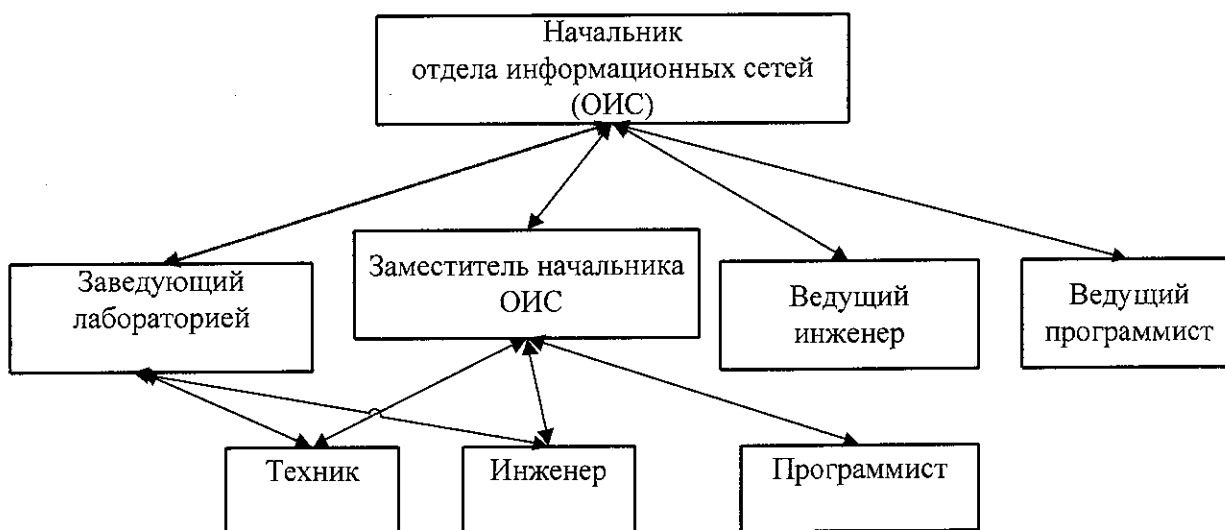 Начальник
отдела информационных сетей
(ОИС)
Заведующий
лабораторией
Заместитель начальника
ОИС
Ведущий
инженер
Ведущий
программист
Техник
Инженер
Программист